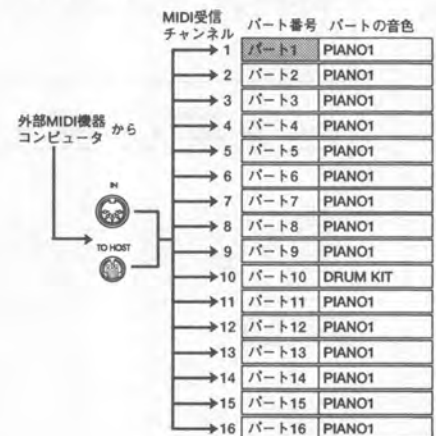 MIDI受信
チャンネル
パート番号 パートの音色
1 パート1 PIANO1
2 パート2 PIANO1
3 パート3 PIANO1
4 パート4 PIANO1
5 パート5 PIANO1
6 パート6 PIANO1
7 パート7 PIANO1
8 パート8 PIANO1
9 パート9 PIANO1
10 パート10 DRUM KIT
11 パート11 PIANO1
12 パート12 PIANO1
13 パート13 PIANO1
14 パート14 PIANO1
15 パート15 PIANO1
16 パート16 PIANO1
外部MIDI機器
コンピュータ から
IN
TO HOST